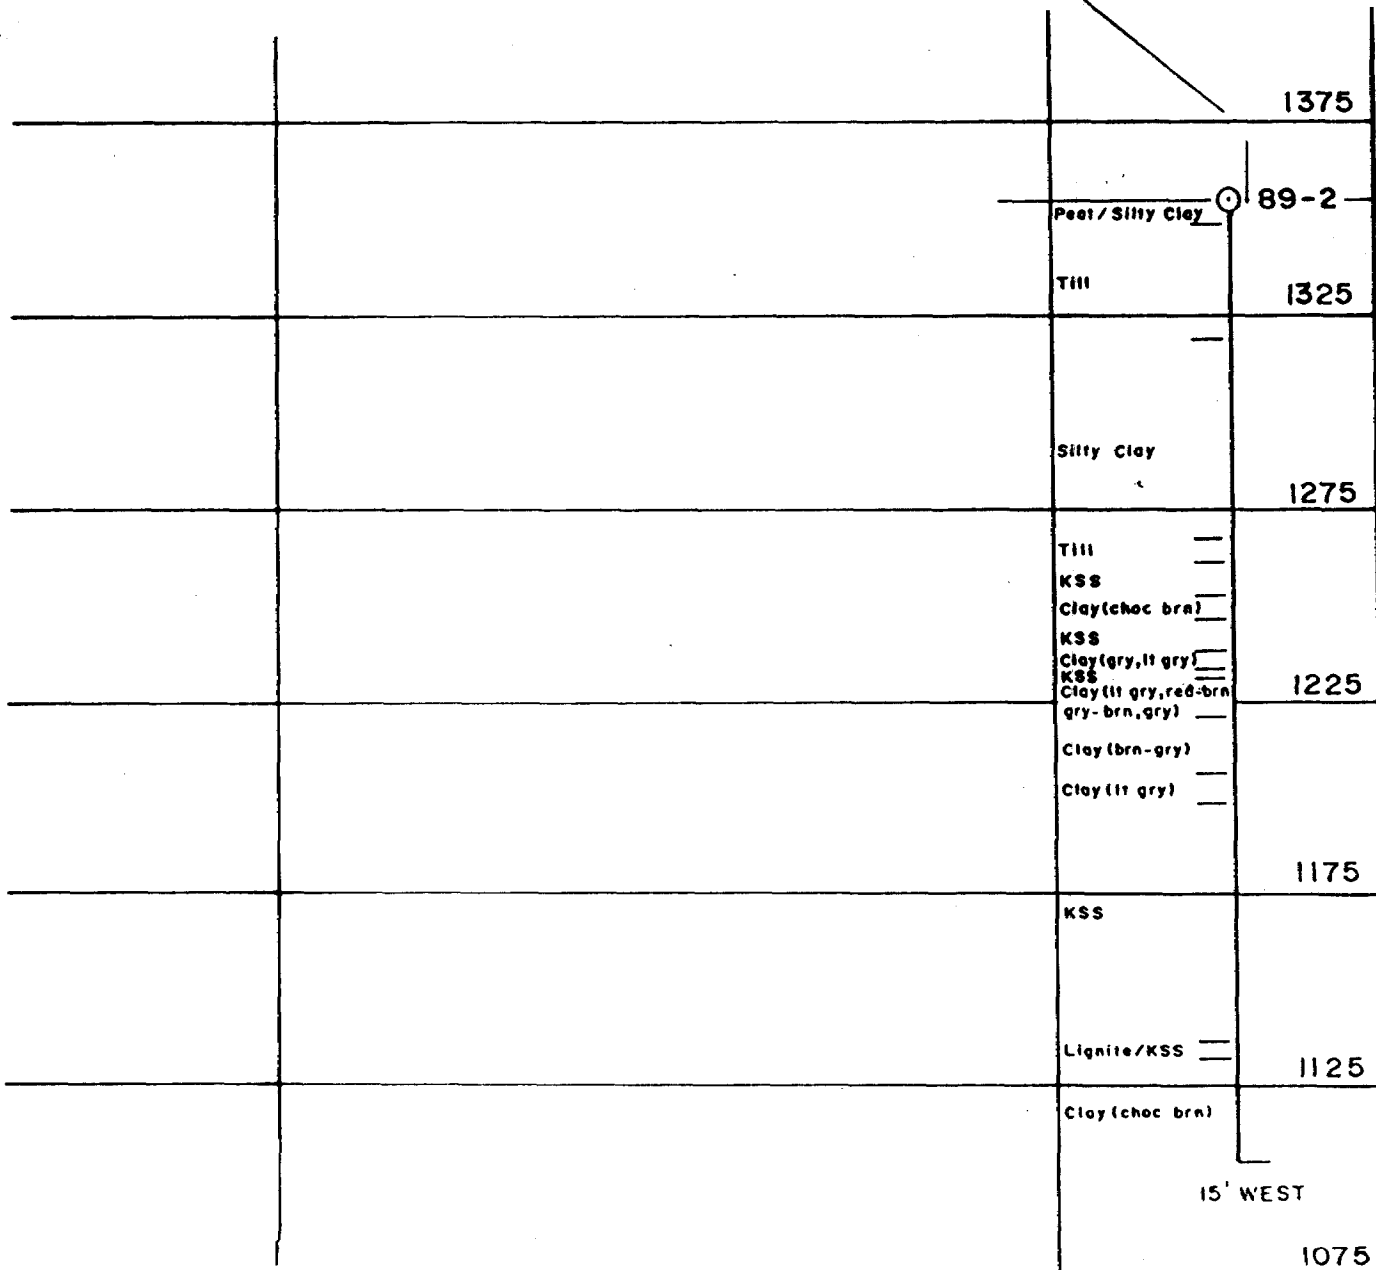 1375
89-2
Peat/Silty Clay
Till
1325
Silty Clay
1275
Till
KSS
Clay(choc brn)
KSS
Clay(gry,lt gry)
KSS
Clay(lt gry,red-brn
1225
gry-brn,gry)
Clay(brn-gry)
Clay(lt gry)
1175
KSS
Lignite/KSS
1125
Clay(choc brn)
15' WEST
1075